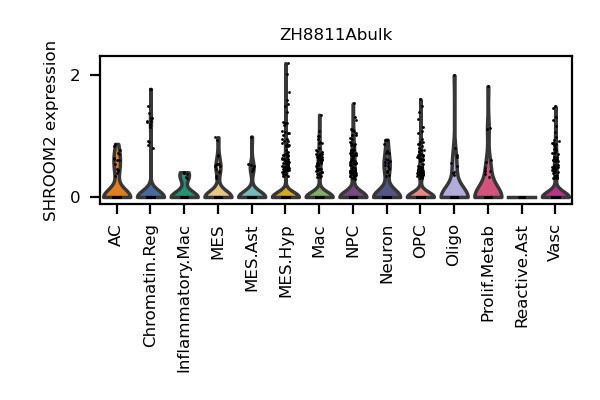 ZH8811Abulk
SHROOM2 expression
2
0
AC
Chromatin.Reg
Inflammatory.Mac
MES
MES.Ast
MES.Hyp
Mac
NPC
Neuron
OPC
Oligo
Prolif.Metab
Reactive.Ast
Vasc